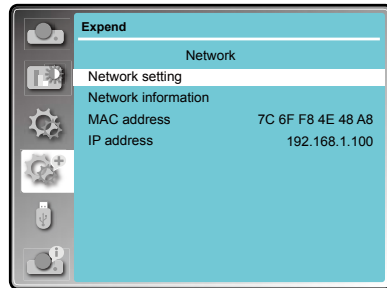 Expend
Network
Network setting
Network information
MAC address 7C 6F F8 4E 48 A8
IP address 192.168.1.100